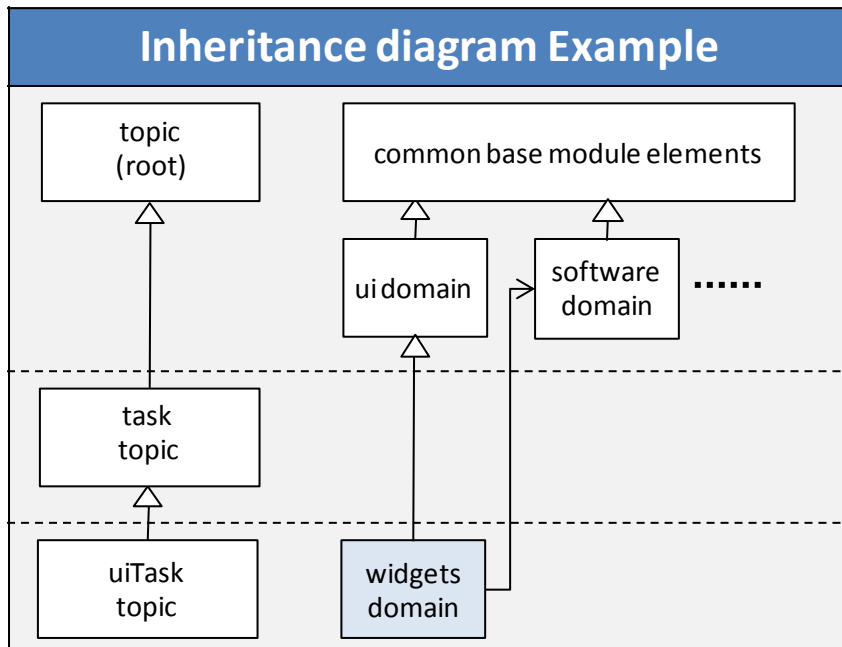 Inheritance diagram Example
topic
(root)
common base module elements
ui domain
software
domain
......
task
topic
uiTask
topic
widgets
domain